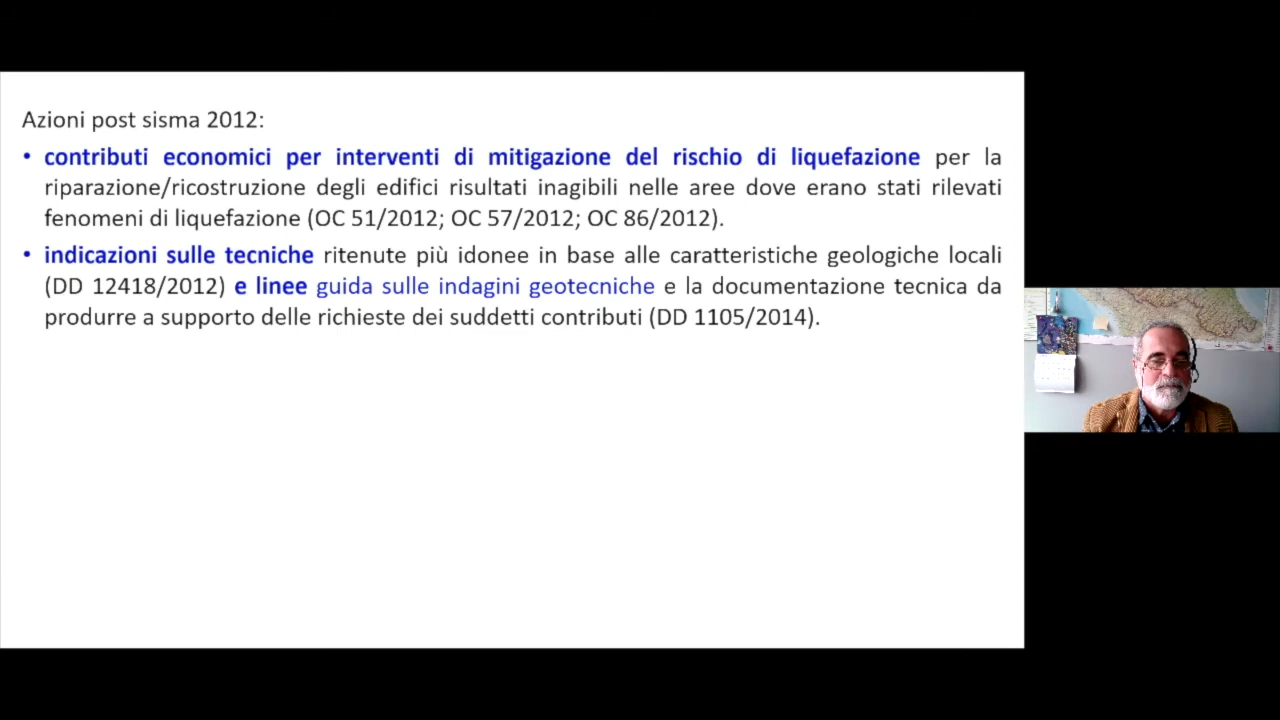 Azioni post sisma 2012:
• contributi economici per interventi di mitigazione del rischio di liquefazione per la
riparazione/ricostruzione degli edifici risultati inagibili nelle aree dove erano stati rilevati
fenomeni di liquefazione (OC 51/2012; OC 57/2012; OC 86/2012).
• indicazioni sulle tecniche ritenute più idonee in base alle caratteristiche geologiche locali
(DD 12418/2012) e linee guida sulle indagini geotecniche e la documentazione tecnica da
produrre a supporto delle richieste dei suddetti contributi (DD 1105/2014).